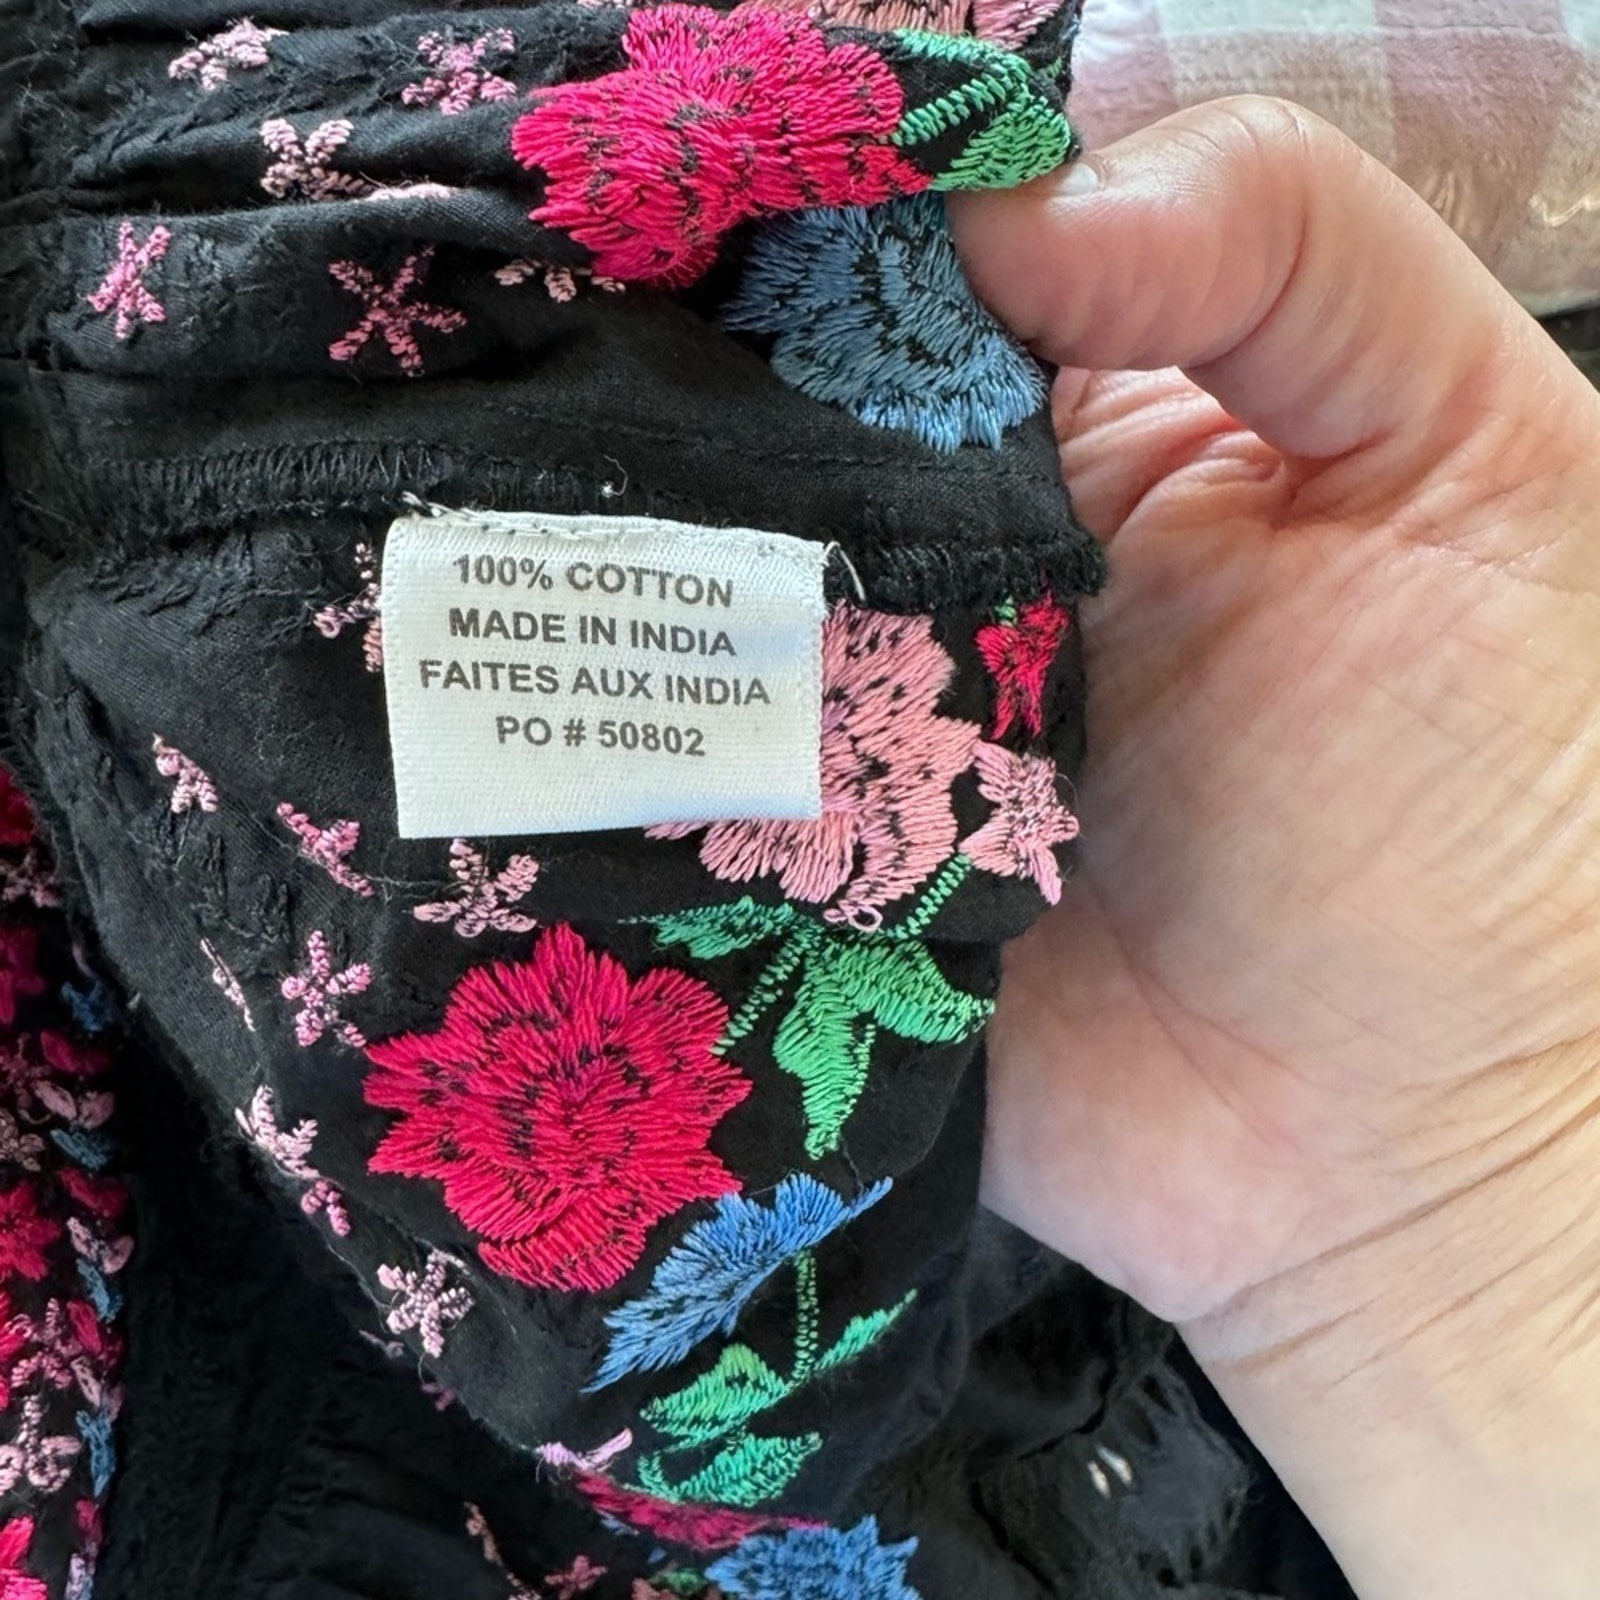 100% COTTON
MADE IN INDIA
FAITES AUX INDIA
PO # 50802